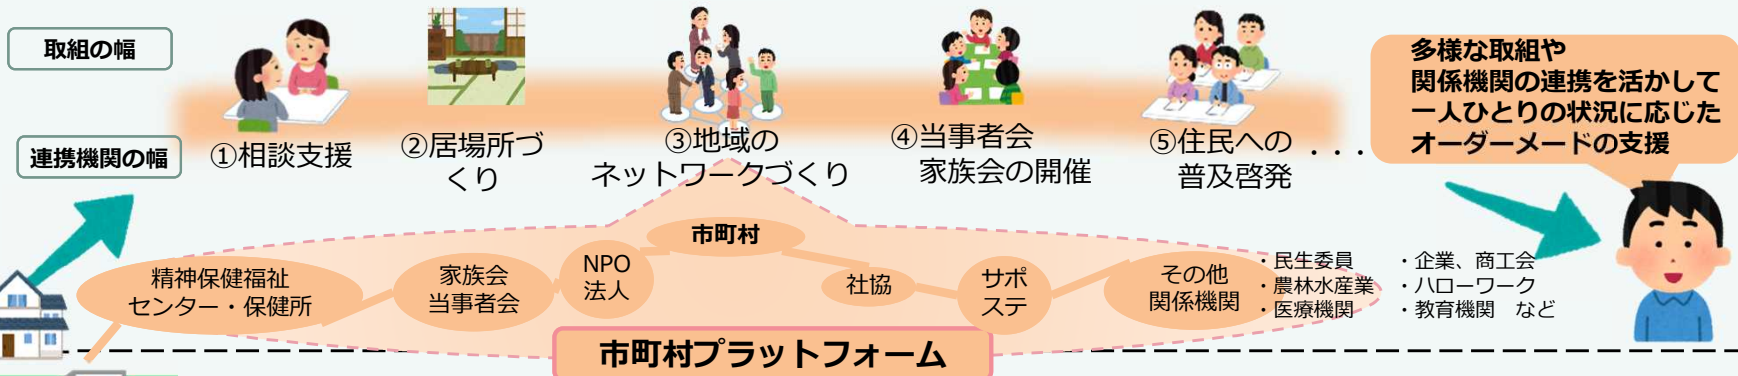 取組の幅
連携機関の幅
①相談支援
②居場所づ
くり
③地域の
ネットワークづくり
④当事者会
家族会の開催
⑤住民への
普及啓発
・・・
多様な取組や
関係機関の連携を活かして
一人ひとりの状況に応じた
オーダーメードの支援
市町村
精神保健福祉
センター・保健所
家族会
当事者会
NPO
法人
社協
サポ
ステ
その他
関係機関
・民生委員
・農林水産業
・医療機関
・企業、商工会
・ハローワーク
・教育機関　など
市町村プラットフォーム